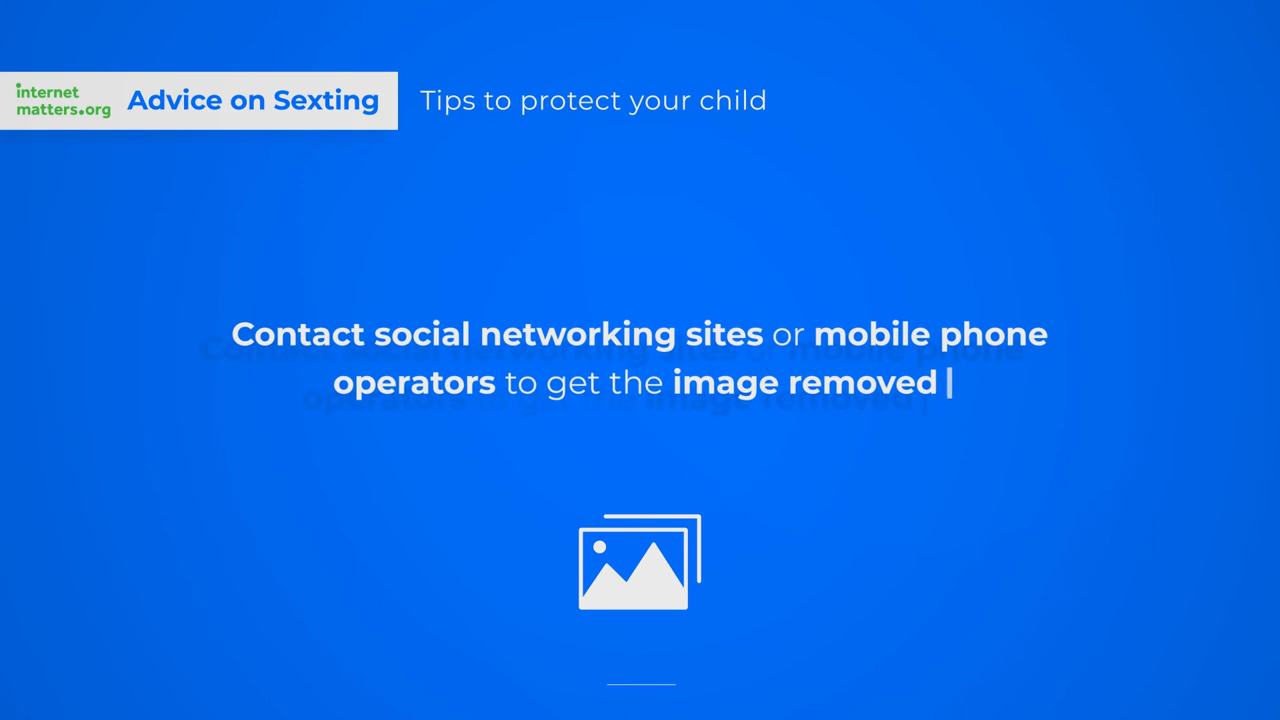 internet
matters.org
Advice on Sexting
Tips to protect your child
Contact social networking sites or mobile phone
operators to get the image removed